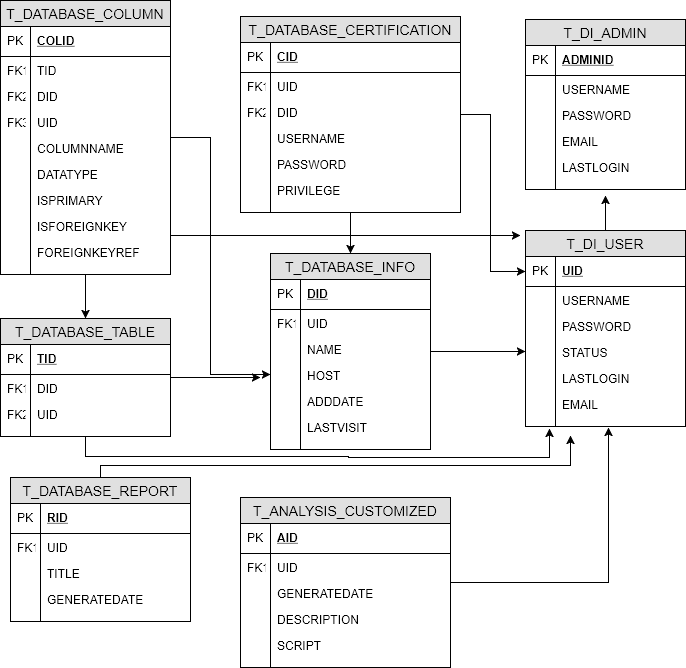 T_DATABASE_COLUMN
PK COLID
FK1 TID
FK2 DID
FK3 UID
COLUMNNAME
DATATYPE
ISPRIMARY
ISFOREIGNKEY
FOREIGNKEYREF
T_DATABASE_CERTIFICATION
PK CID
FK1 UID
FK2 DID
USERNAME
PASSWORD
PRIVILEGE
T_DI_ADMIN
PK ADMINID
USERNAME
PASSWORD
EMAIL
LASTLOGIN
T_DATABASE_TABLE
PK TID
FK1 DID
FK2 UID
T_DATABASE_INFO
PK DID
FK1 UID
NAME
HOST
ADDDATE
LASTVISIT
T_DI_USER
PK UID
USERNAME
PASSWORD
STATUS
LASTLOGIN
EMAIL
T_DATABASE_REPORT
PK RID
FK1 UID
TITLE
GENERATEDATE
T_ANALYSIS_CUSTOMIZED
PK AID
FK1 UID
GENERATEDATE
DESCRIPTION
SCRIPT